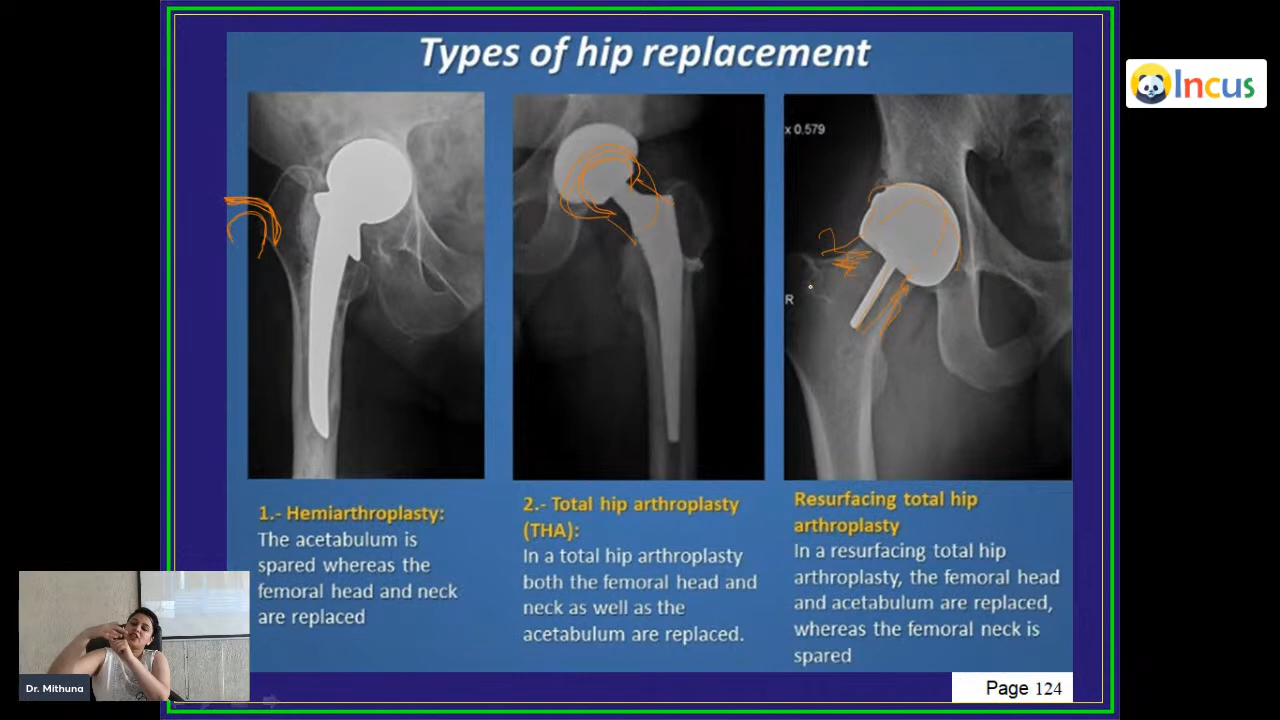 Types of hip replacement
Incus
x 0.579
R
1.- Hemiarthroplasty:
The acetabulum is
spared whereas the
femoral head and neck
are replaced
2.- Total hip arthroplasty
(THA):
In a total hip arthroplasty
both the femoral head and
neck as well as the
acetabulum are replaced.
Resurfacing total hip
arthroplasty
In a resurfacing total hip
arthroplasty, the femoral head
and acetabulum are replaced,
whereas the femoral neck is
spared
Dr. Mithuna
Page 124